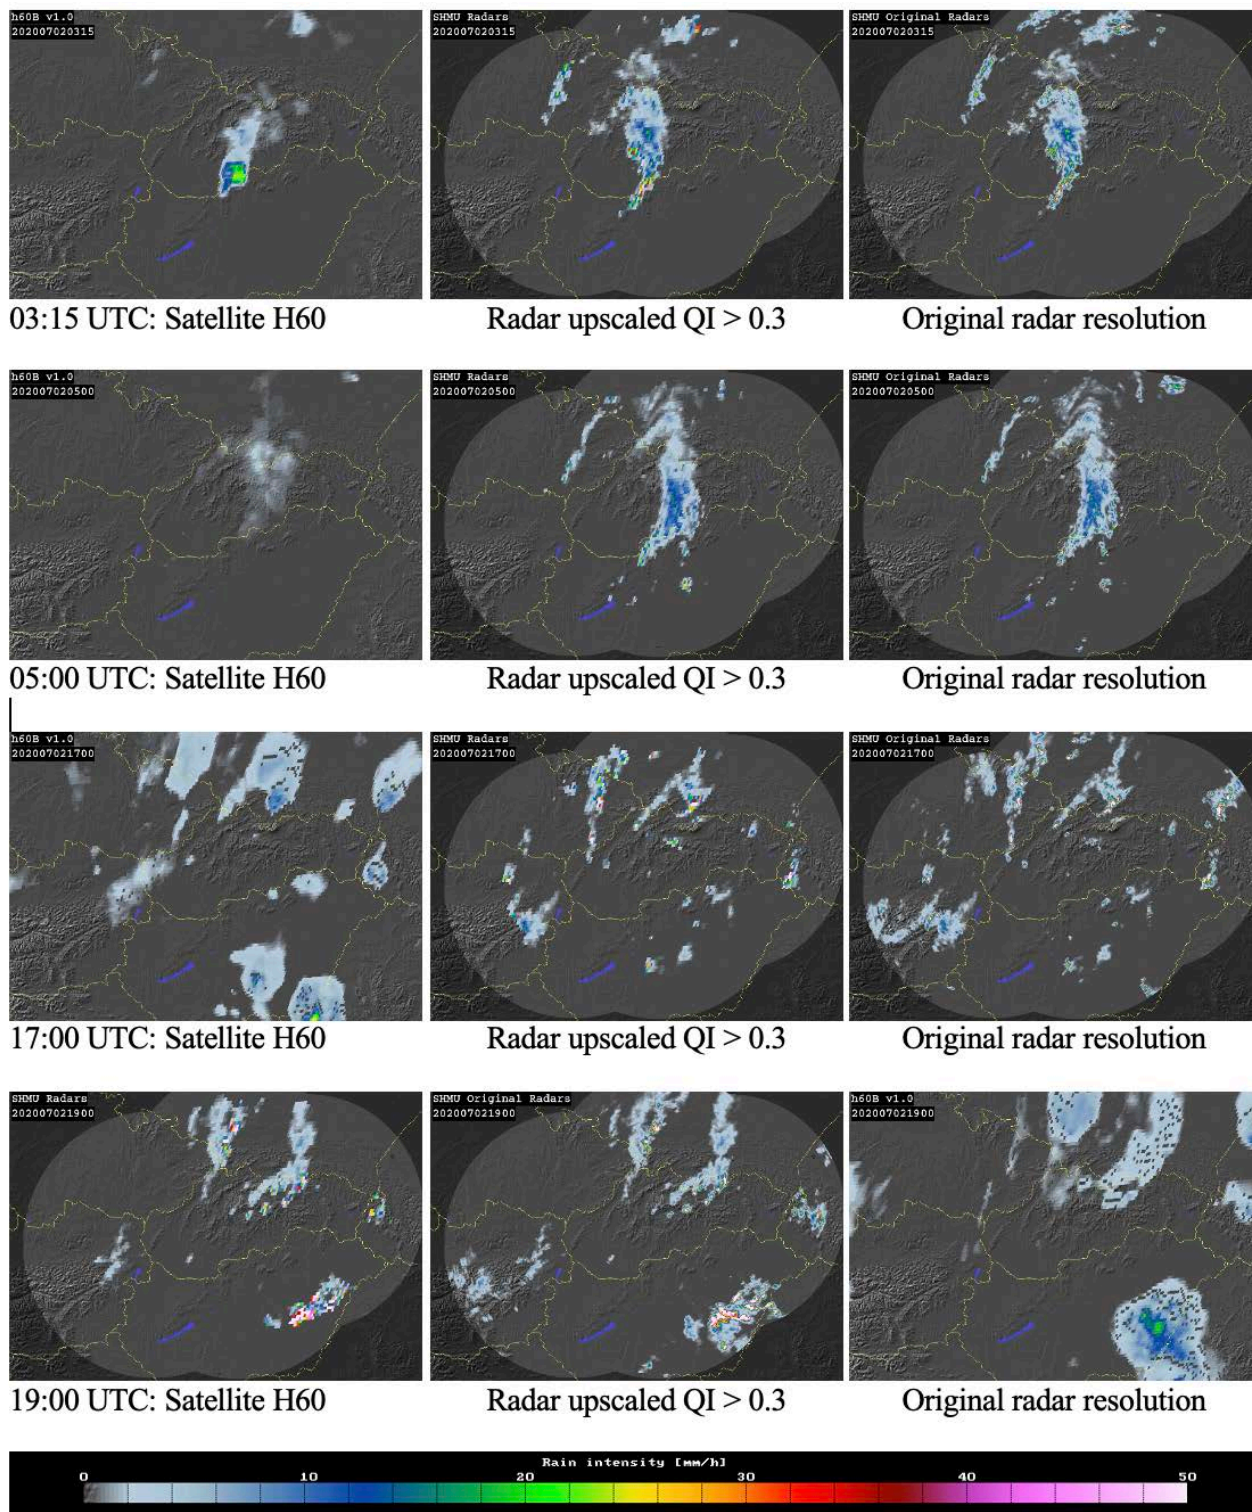 h60B v1.0
202007020315
SHMU Radars
202007020315
SHMU Original Radars
202007020315
03:15 UTC: Satellite H60 Radar upscaled QI > 0.3 Original radar resolution
h60B v1.0
202007020500
SHMU Radars
202007020500
SHMU Original Radars
202007020500
05:00 UTC: Satellite H60 Radar upscaled QI > 0.3 Original radar resolution
h60B v1.0
202007021700
SHMU Radars
202007021700
SHMU Original Radars
202007021700
17:00 UTC: Satellite H60 Radar upscaled QI > 0.3 Original radar resolution
SHMU Radars
202007021900
SHMU Original Radars
202007021900
h60B v1.0
202007021900
19:00 UTC: Satellite H60 Radar upscaled QI > 0.3 Original radar resolution
Rain intensity [mm/h]
0 10 20 30 40 50